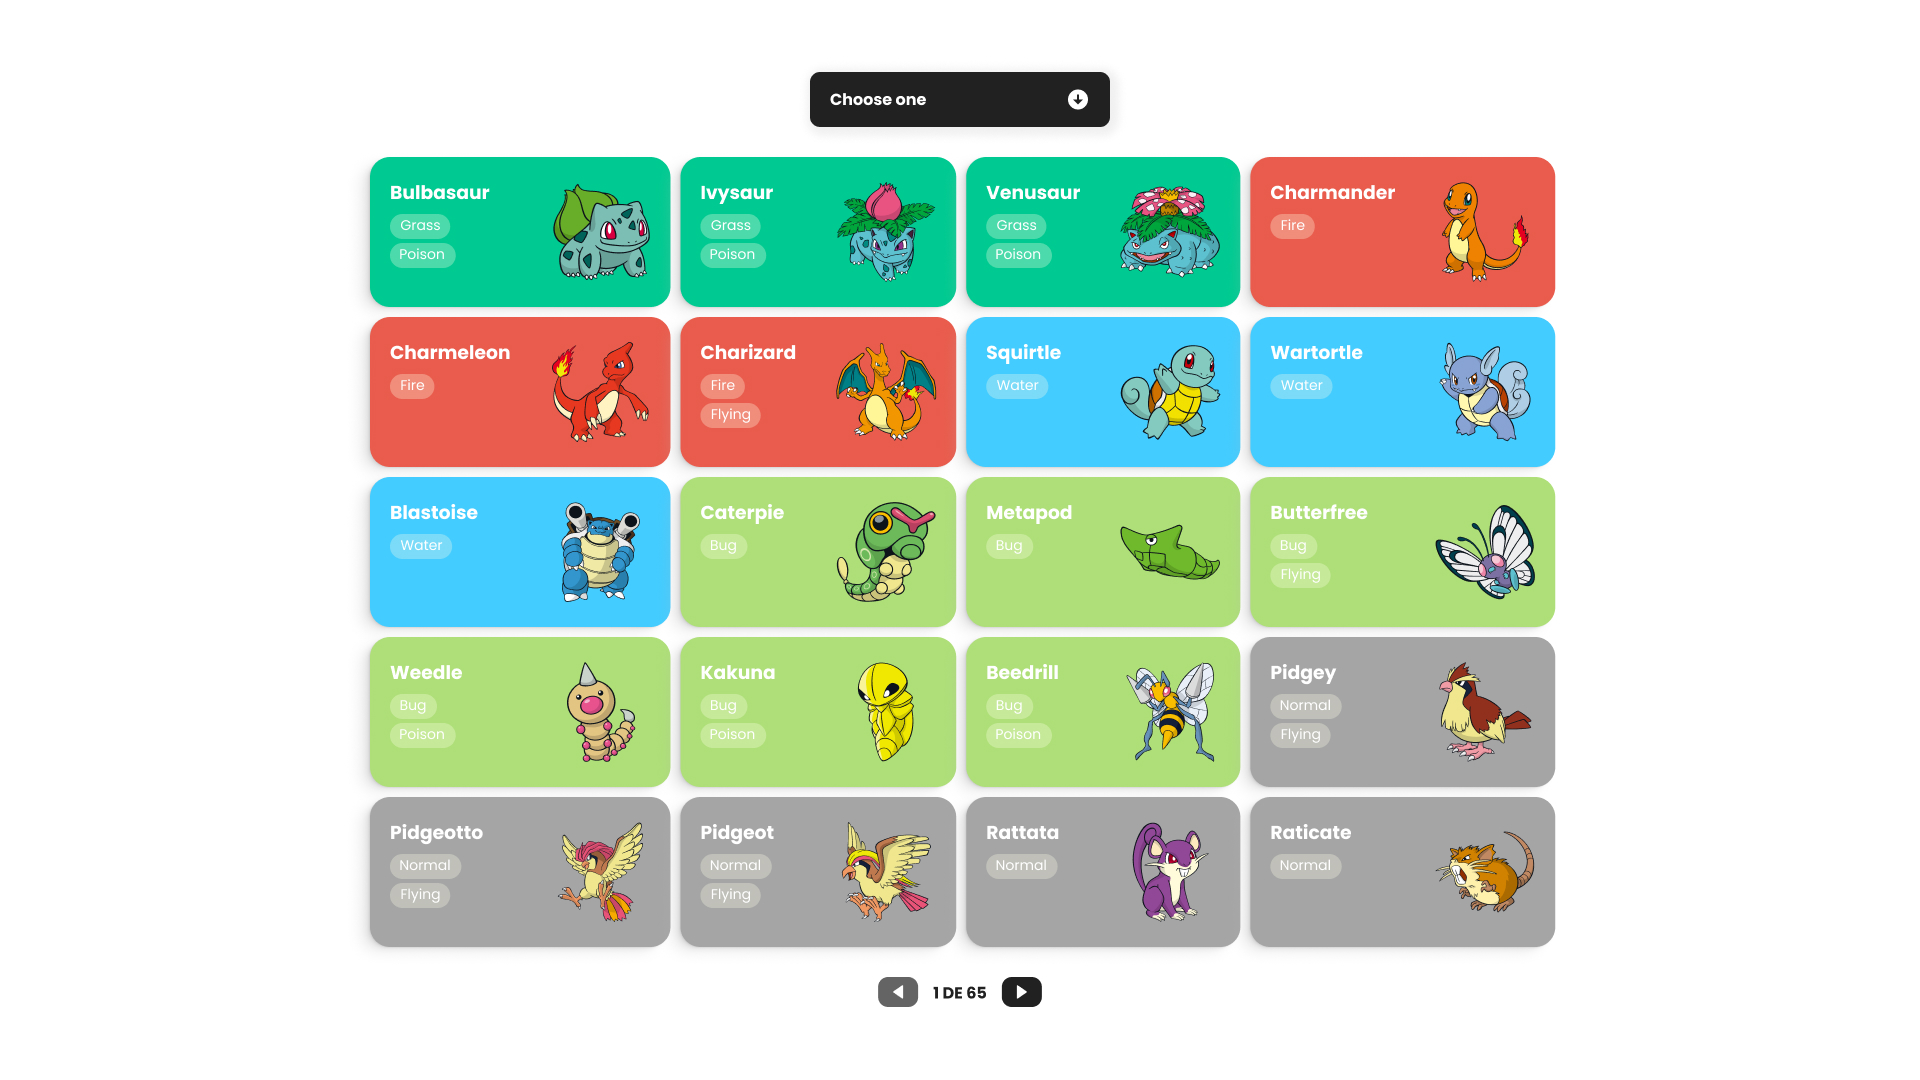 Choose one
Bulbasaur
Grass
Poison
Ivysaur
Grass
Poison
Venusaur
Grass
Poison
Charmander
Fire
Charmeleon
Fire
Charizard
Fire
Flying
Squirtle
Water
Wartortle
Water
Blastoise
Water
Caterpie
Bug
Metapod
Bug
Butterfree
Bug
Flying
Weedle
Bug
Poison
Kakuna
Bug
Poison
Beedrill
Bug
Poison
Pidgey
Normal
Flying
Pidgeotto
Normal
Flying
Pidgeot
Normal
Flying
Rattata
Normal
Raticate
Normal
1 DE 65